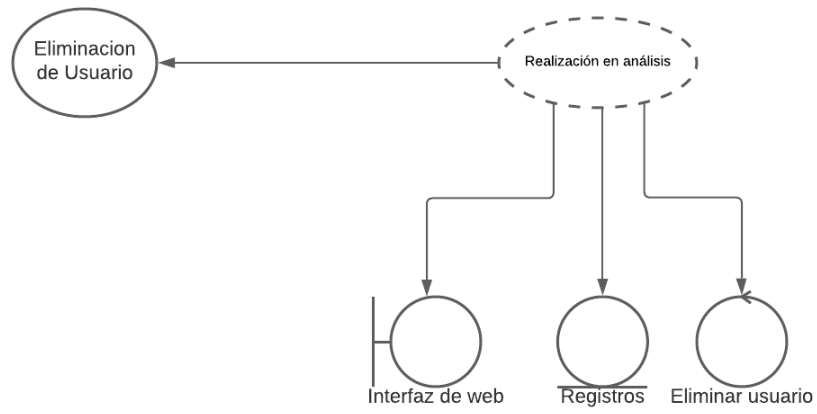 Eliminacion
de Usuario
Realización en análisis
Interfaz de web
Registros
Eliminar usuario